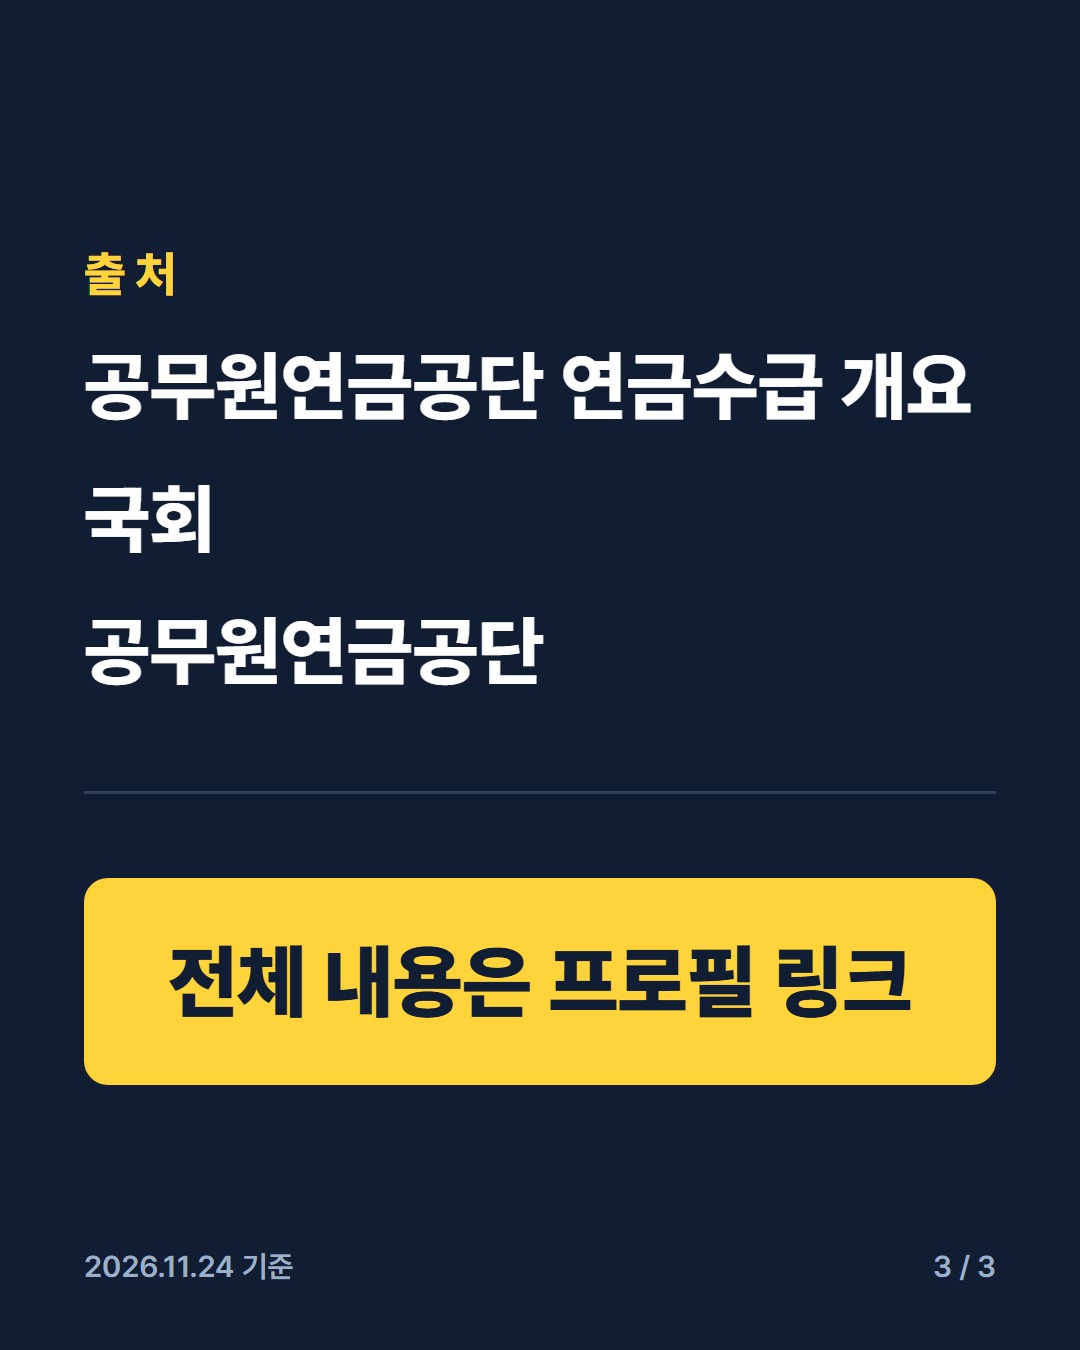 출처
공무원연금공단 연금수급 개요
국회
공무원연금공단
전체 내용은 프로필 링크
2026.11.24 기준
3 / 3